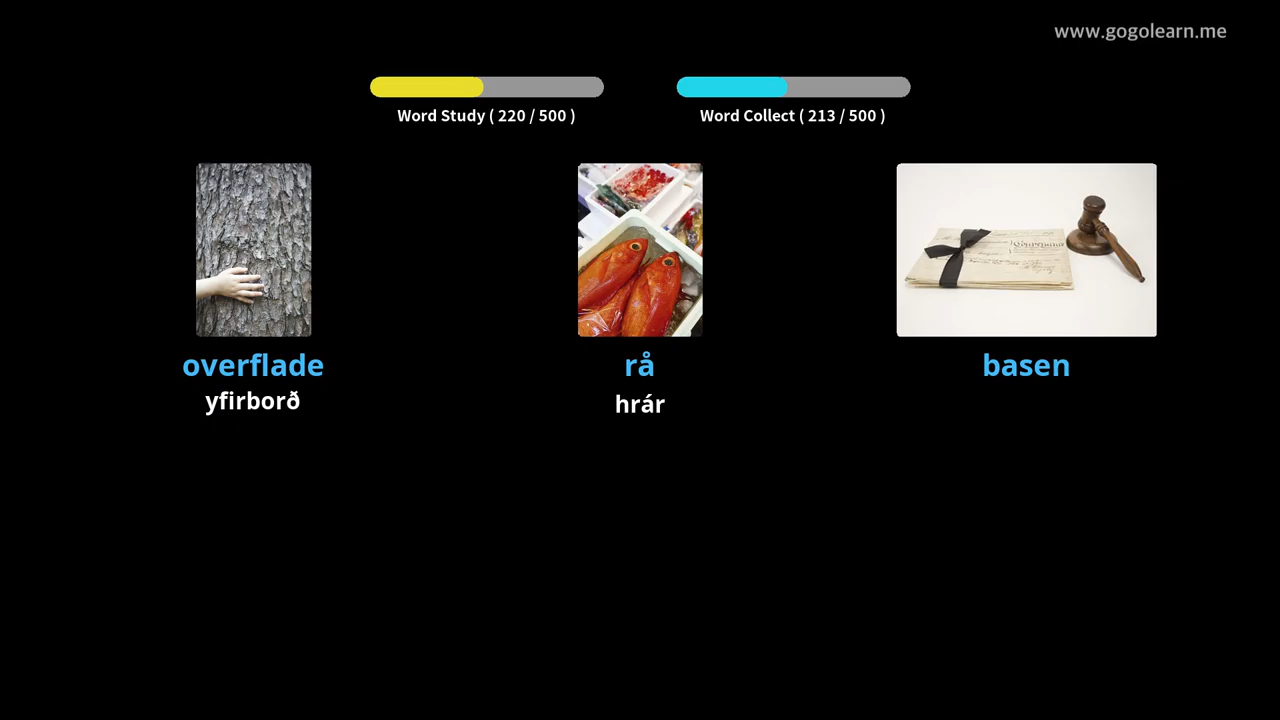 www.gogolearn.me
Word Study ( 220 / 500 )
Word Collect ( 213 / 500 )
overflade
rå
basen
yfirborð
hrár